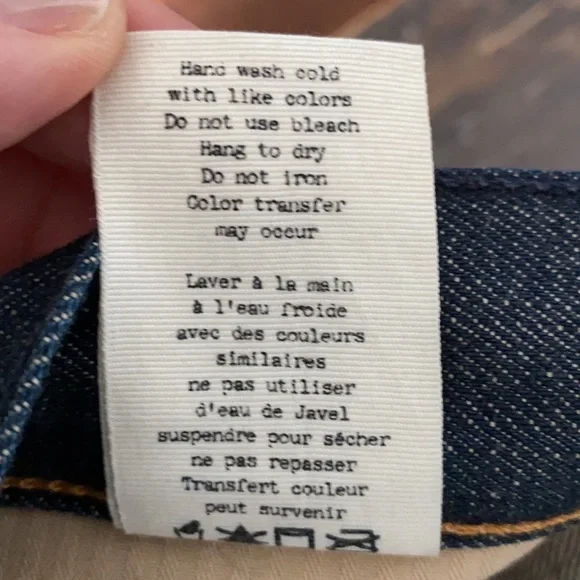 Hand wash cold
with like colors
Do not use bleach
Hang to dry
Do not iron
Color transfer
may occur
Laver à la main
à l'eau froide
avec des couleurs
similaires
ne pas utiliser
d'eau de Javel
suspendre pour sécher
ne pas repasser
Transfert couleur
peut survenir